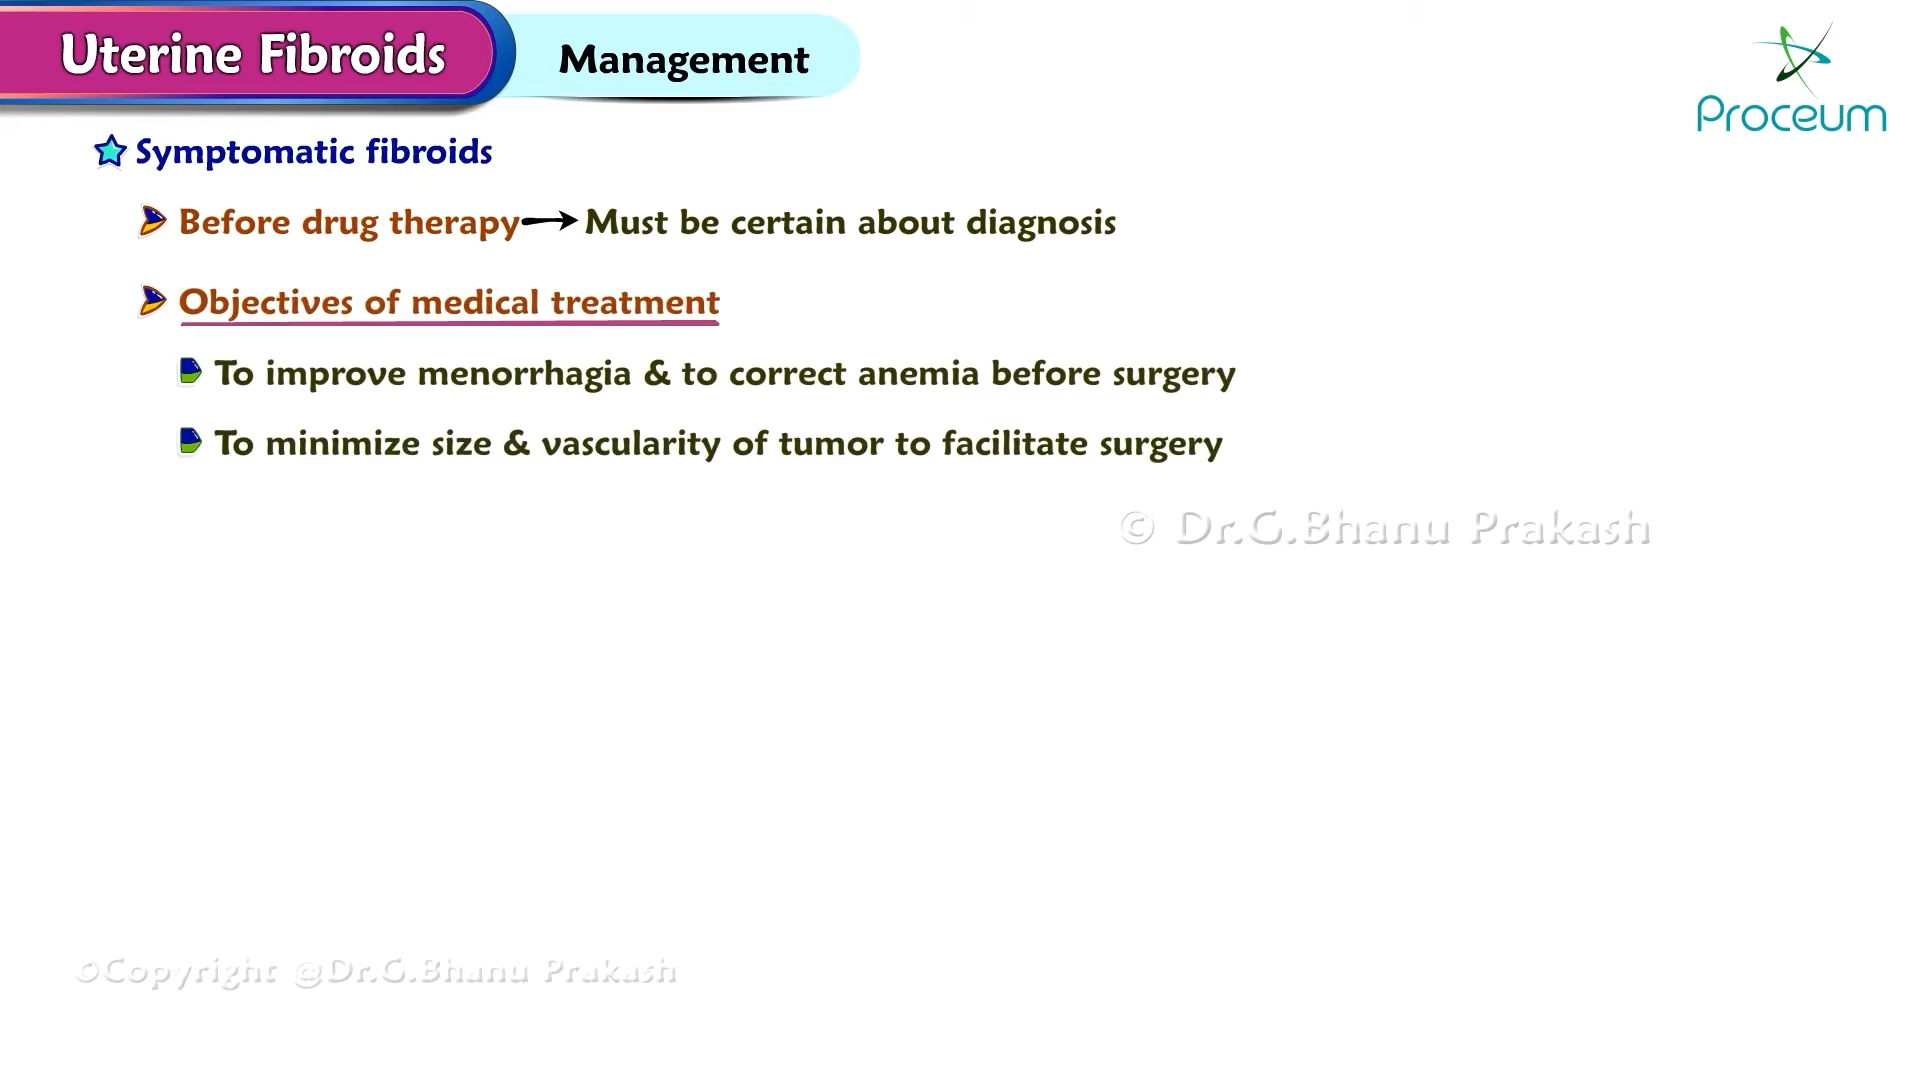 Uterine Fibroids
Management
Proceum
Symptomatic fibroids
Before drug therapy → Must be certain about diagnosis
Objectives of medical treatment
To improve menorrhagia & to correct anemia before surgery
To minimize size & vascularity of tumor to facilitate surgery
© Dr.G.Bhanu Prakash
©Copyright @Dr.G.Bhanu Prakash